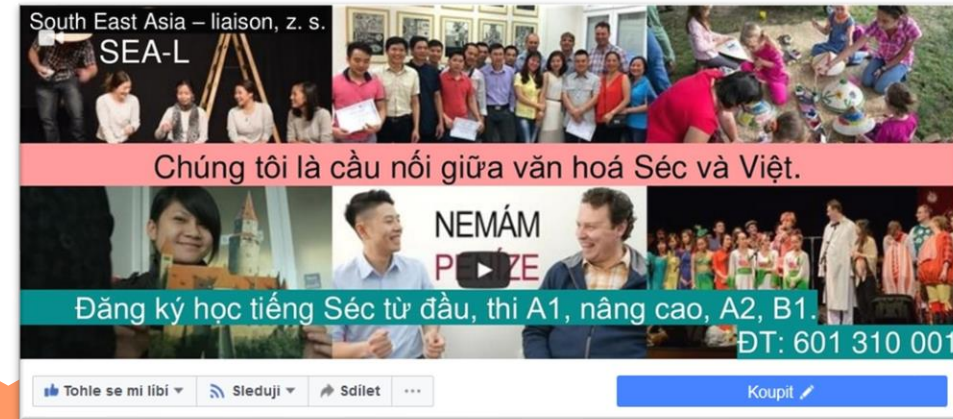 South East Asia – liaison, z. s.
SEA-L
Chúng tôi là cầu nối giữa văn hoá Séc và Việt.
NEMÁM
PENÍZE
Đăng ký học tiếng Séc từ đầu, thi A1, nâng cao, A2, B1.
ĐT: 601 310 001
Tohle se mi líbí
Sleduji
Sdílet
...
Koupit